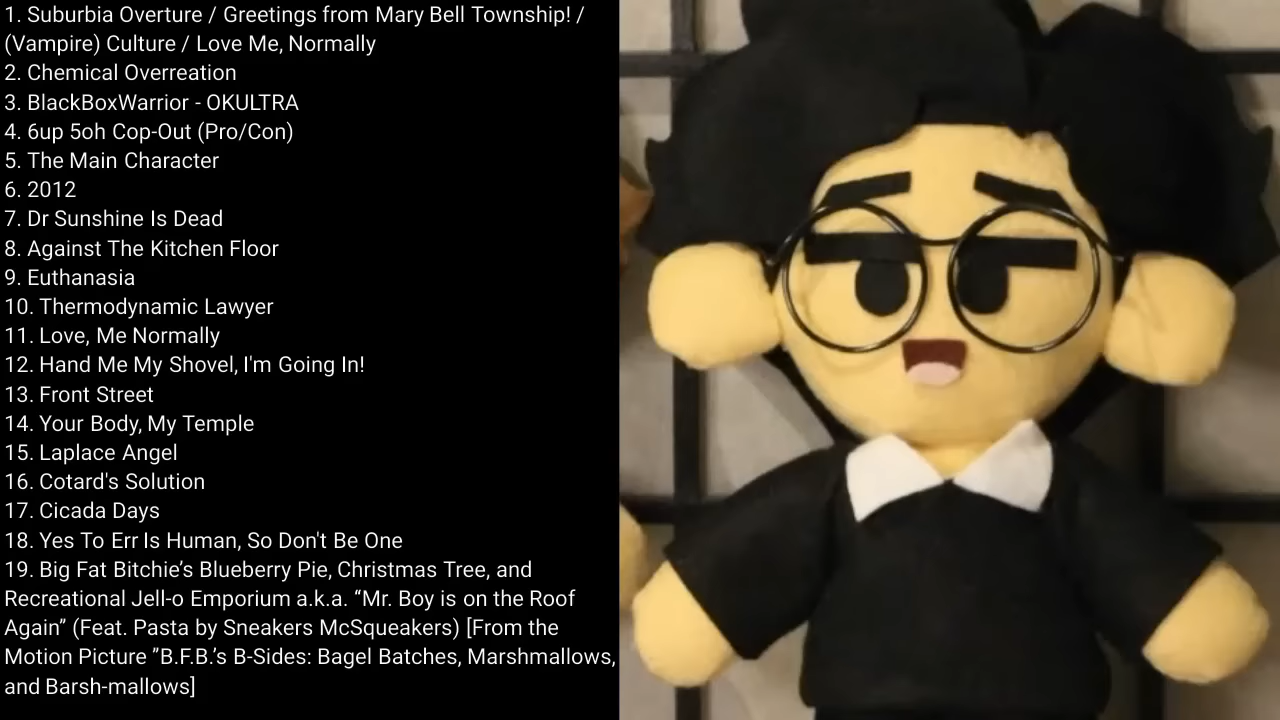 1. Suburbia Overture / Greetings from Mary Bell Township! /
(Vampire) Culture / Love Me, Normally
2. Chemical Overreation
3. BlackBoxWarrior - OKULTRA
4. 6up 5oh Cop-Out (Pro/Con)
5. The Main Character
6. 2012
7. Dr Sunshine Is Dead
8. Against The Kitchen Floor
9. Euthanasia
10. Thermodynamic Lawyer
11. Love, Me Normally
12. Hand Me My Shovel, I'm Going In!
13. Front Street
14. Your Body, My Temple
15. Laplace Angel
16. Cotard's Solution
17. Cicada Days
18. Yes To Err Is Human, So Don't Be One
19. Big Fat Bitchie’s Blueberry Pie, Christmas Tree, and
Recreational Jell-o Emporium a.k.a. “Mr. Boy is on the Roof
Again” (Feat. Pasta by Sneakers McSqueakers) [From the
Motion Picture ”B.F.B.’s B-Sides: Bagel Batches, Marshmallows,
and Barsh-mallows]